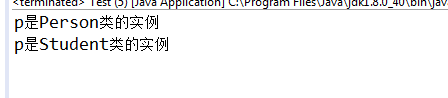 <terminated> Test (5) [Java Application] C:\Program Files\Java\jdk1.8.0_40\bin\jav
p是Person类的实例
p是Student类的实例